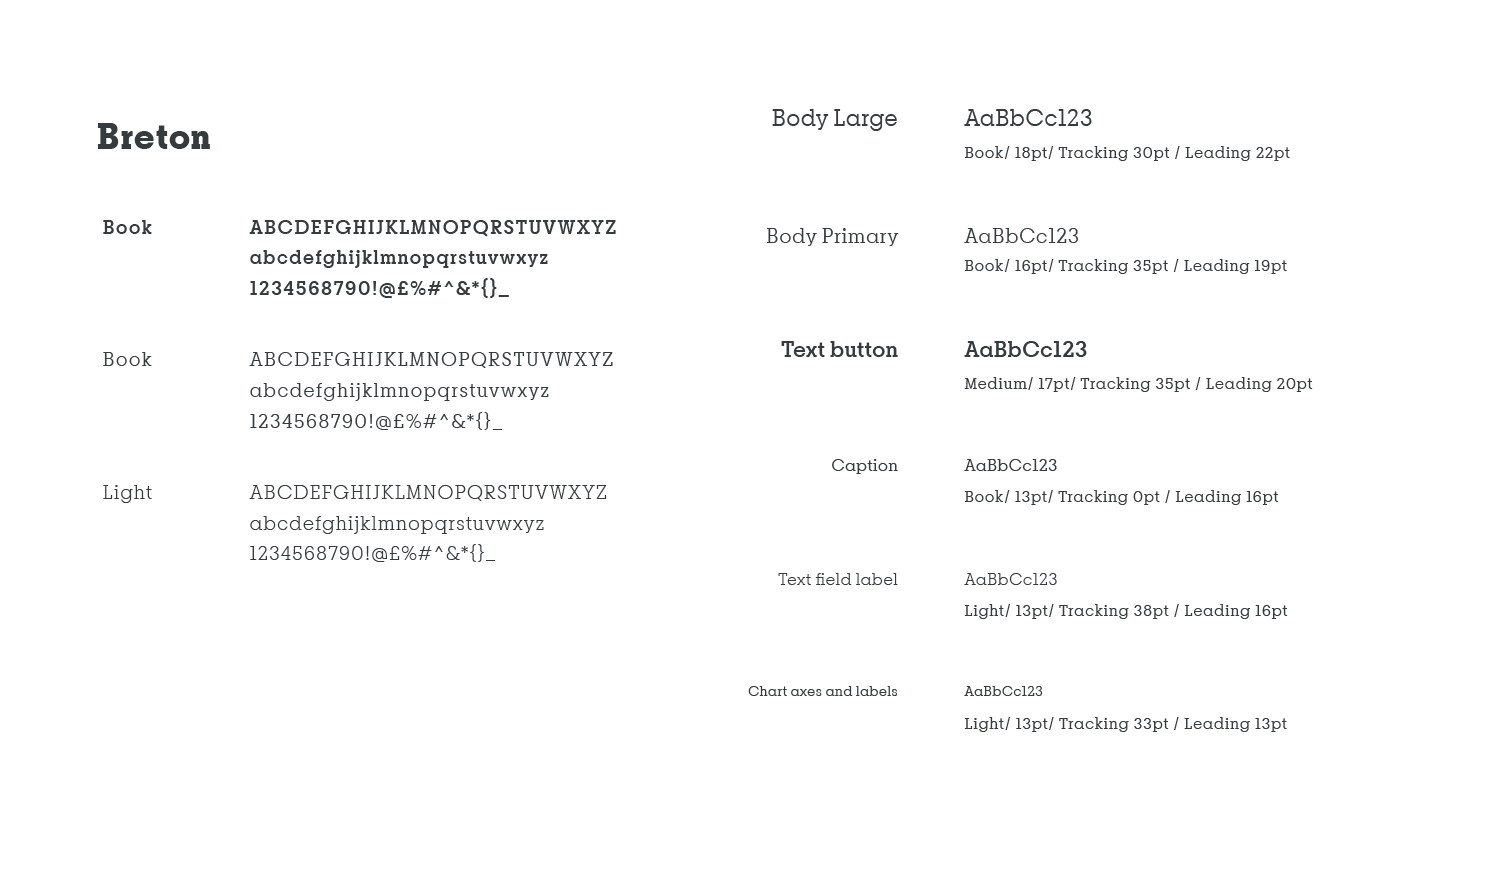 Breton
Book
ABCDEFGHIJKLMNOPQRSTUVWXYZ
abcdefghijklmnopqrstuvwxyz
1234568790!@£%#^&*{}_
Book
ABCDEFGHIJKLMNOPQRSTUVWXYZ
abcdefghijklmnopqrstuvwxyz
1234568790!@£%#^&*{}_
Light
ABCDEFGHIJKLMNOPQRSTUVWXYZ
abcdefghijklmnopqrstuvwxyz
1234568790!@£%#^&*{}_
Body Large
AaBbCc123
Book/ 18pt/ Tracking 30pt / Leading 22pt
Body Primary
AaBbCc123
Book/ 16pt/ Tracking 35pt / Leading 19pt
Text button
AaBbCc123
Medium/ 17pt/ Tracking 35pt / Leading 20pt
Caption
AaBbCc123
Book/ 13pt/ Tracking 0pt / Leading 16pt
Text field label
AaBbCc123
Light/ 13pt/ Tracking 38pt / Leading 16pt
Chart axes and labels
AaBbCc123
Light/ 13pt/ Tracking 33pt / Leading 13pt